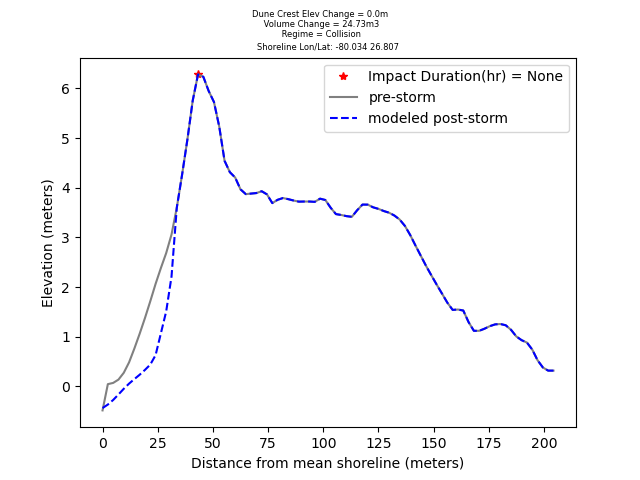 Dune Crest Elev Change = 0.0m
Volume Change = 24.73m3
Regime = Collision
Shoreline Lon/Lat: -80.034 26.807
Impact Duration(hr) = None
pre-storm
modeled post-storm
Elevation (meters)
6
5
4
3
2
1
0
0 25 50 75 100 125 150 175 200
Distance from mean shoreline (meters)